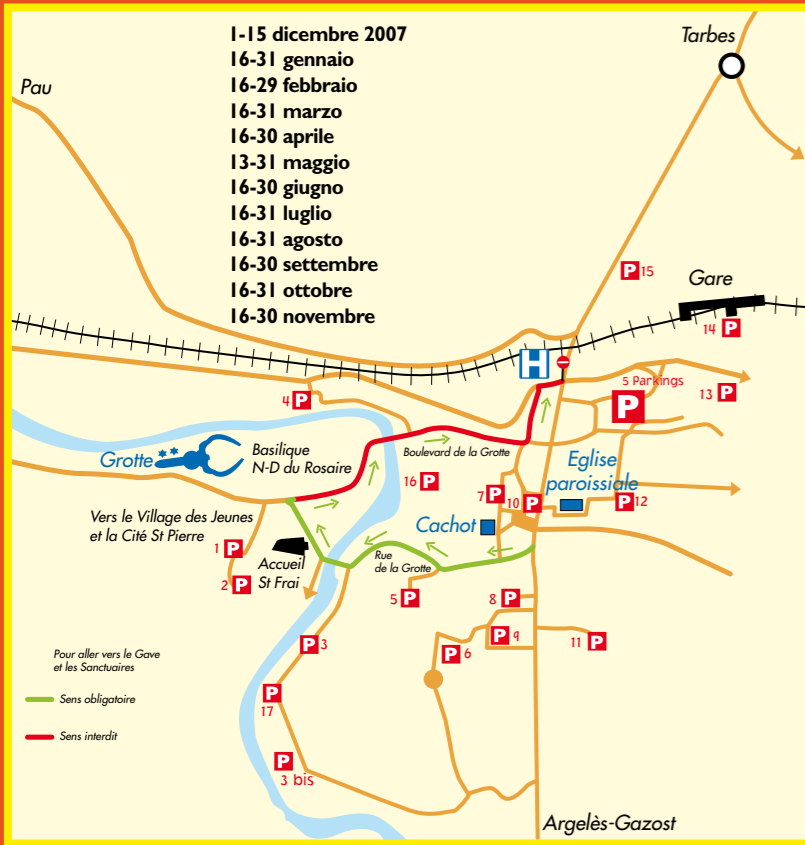 1-15 dicembre 2007
16-31 gennaio
16-29 febbraio
16-31 marzo
16-30 aprile
13-31 maggio
16-30 giugno
16-31 luglio
16-31 agosto
16-30 settembre
16-31 ottobre
16-30 novembre
Tarbes
Pau
P 15
Gare
14 P
H
5 Parkings
P
13 P
4 P
Boulevard de la Grotte
Grotte
Basilique
N-D du Rosaire
16 P
7 P
10 P
Eglise
paroissiale
P 12
Cachot
Vers le Village des Jeunes
et la Cité St Pierre
1 P
2 P
Accueil
St Frai
Rue
de la Grotte
5 P
8 P
P 9
11 P
P 6
P 3
Pour aller vers le Gave
et les Sanctuaires
Sens obligatoire
Sens interdit
P
17
P
3 bis
Argelès-Gazost